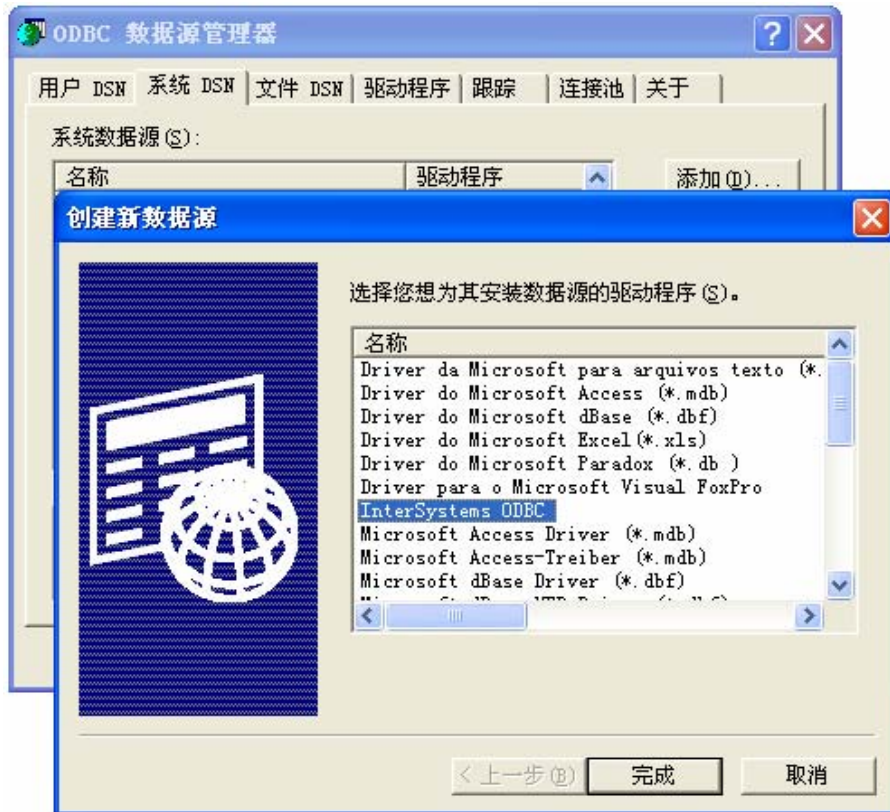 ODBC 数据源管理器
用户 DSN 系统 DSN 文件 DSN 驱动程序 跟踪 连接池 关于
系统数据源(S):
名称 驱动程序 添加(D)...
创建新数据源
选择您想为其安装数据源的驱动程序(S)。
名称
Driver da Microsoft para arquivos texto (*.
Driver do Microsoft Access (*.mdb)
Driver do Microsoft dBase (*.dbf)
Driver do Microsoft Excel(*.xls)
Driver do Microsoft Paradox (*.db )
Driver para o Microsoft Visual FoxPro
InterSystems ODBC
Microsoft Access Driver (*.mdb)
Microsoft Access-Treiber (*.mdb)
Microsoft dBase Driver (*.dbf)
< 上一步(B) 完成 取消